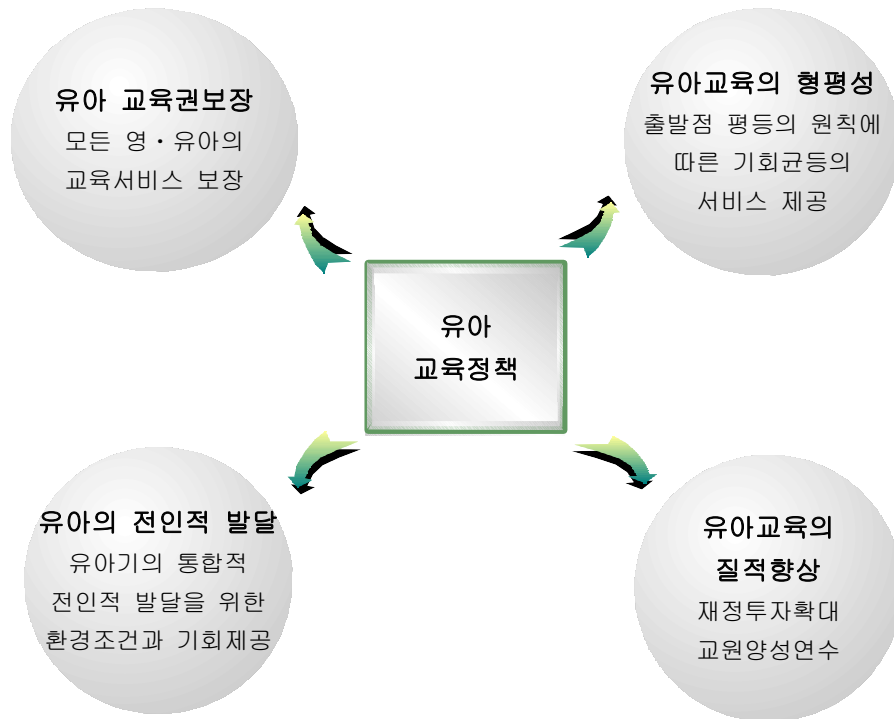 유아 교육권보장
모든 영·유아의
교육서비스 보장
유아교육의 형평성
출발점 평등의 원칙에
따른 기회균등의
서비스 제공
유아
교육정책
유아의 전인적 발달
유아기의 통합적
전인적 발달을 위한
환경조건과 기회제공
유아교육의
질적향상
재정투자확대
교원양성연수